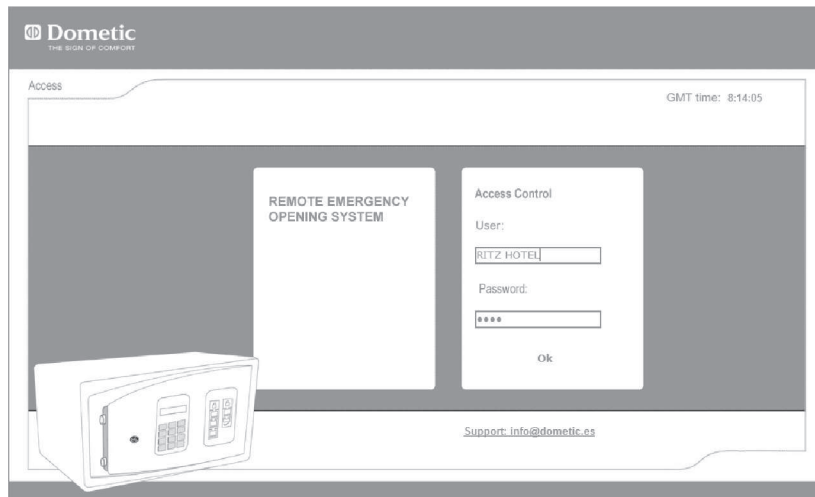 Dometic
THE SIGN OF COMFORT
Access
GMT time: 8:14:05
REMOTE EMERGENCY
OPENING SYSTEM
Access Control
User:
RITZ HOTEL
Password:
••••
Ok
Support: info@dometic.es